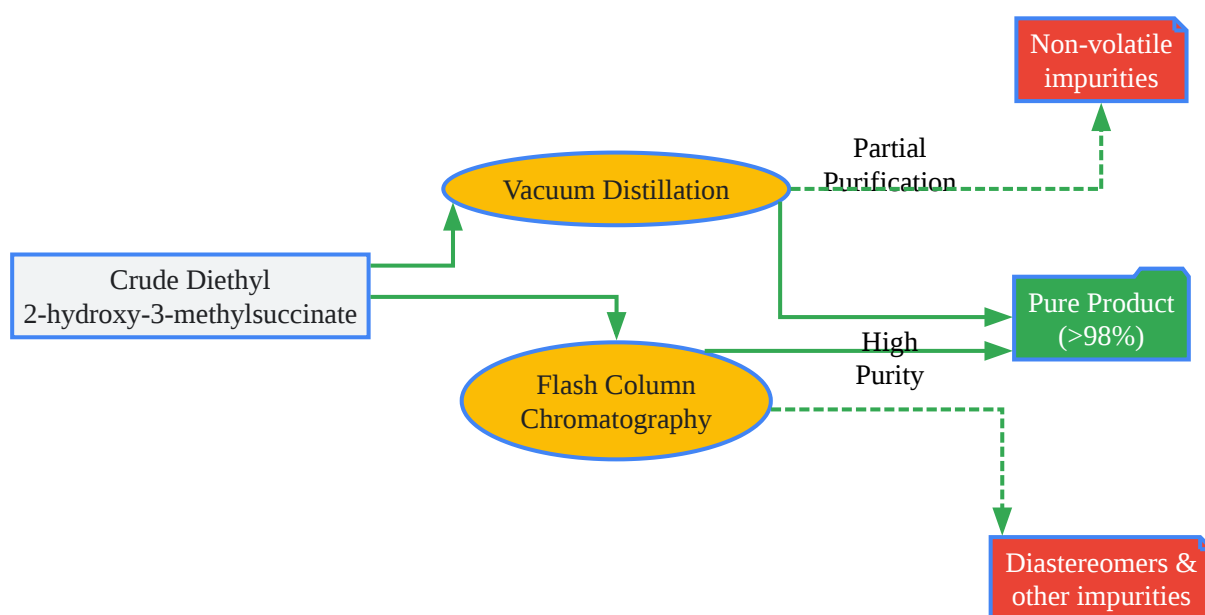 Non-volatile
impurities
Partial
Purification
Vacuum Distillation
Crude Diethyl
2-hydroxy-3-methylsuccinate
Pure Product
(>98%)
High
Purity
Flash Column
Chromatography
Diastereomers &
other impurities